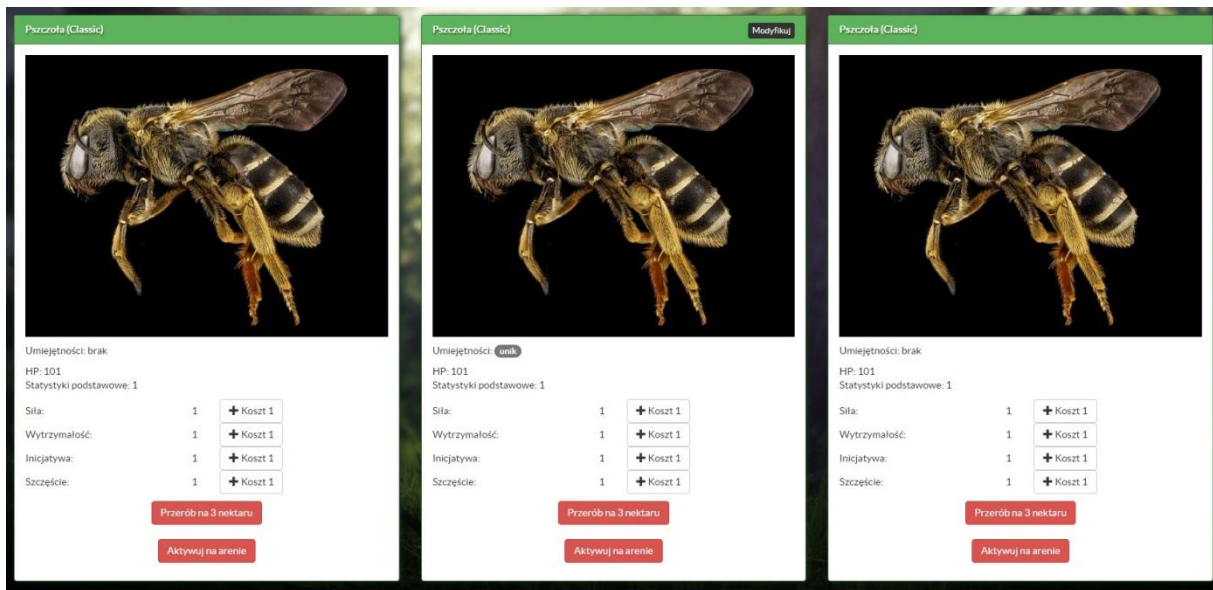 Pszczoła (Classic)
Umiejętności: brak
HP: 101
Statystyki podstawowe: 1
Siła: 1 + Koszt 1
Wytrzymałość: 1 + Koszt 1
Inicjatywa: 1 + Koszt 1
Szczęście: 1 + Koszt 1
Przerób na 3 nektaru
Aktywuj na arenie
Pszczoła (Classic) Modyfikuj
Umiejętności: unik
HP: 101
Statystyki podstawowe: 1
Siła: 1 + Koszt 1
Wytrzymałość: 1 + Koszt 1
Inicjatywa: 1 + Koszt 1
Szczęście: 1 + Koszt 1
Przerób na 3 nektaru
Aktywuj na arenie
Pszczoła (Classic)
Umiejętności: brak
HP: 101
Statystyki podstawowe: 1
Siła: 1 + Koszt 1
Wytrzymałość: 1 + Koszt 1
Inicjatywa: 1 + Koszt 1
Szczęście: 1 + Koszt 1
Przerób na 3 nektaru
Aktywuj na arenie